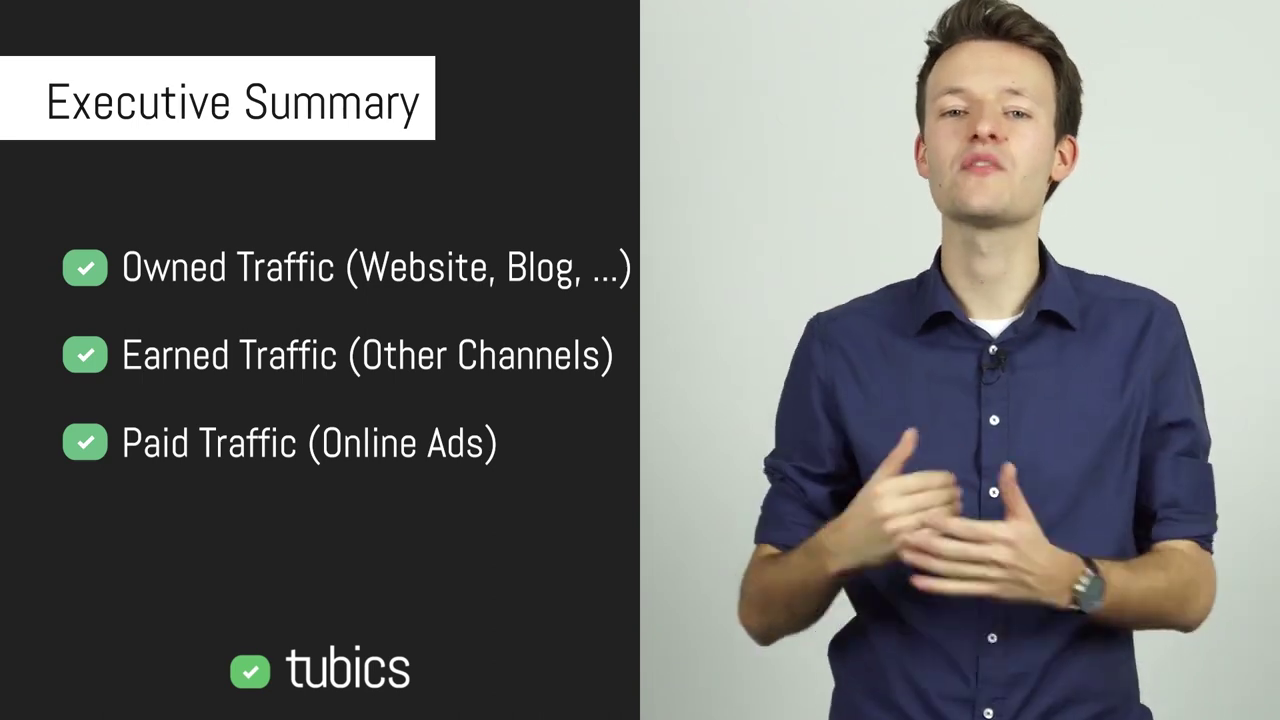 Executive Summary
Owned Traffic (Website, Blog, ...)
Earned Traffic (Other Channels)
Paid Traffic (Online Ads)
tubics